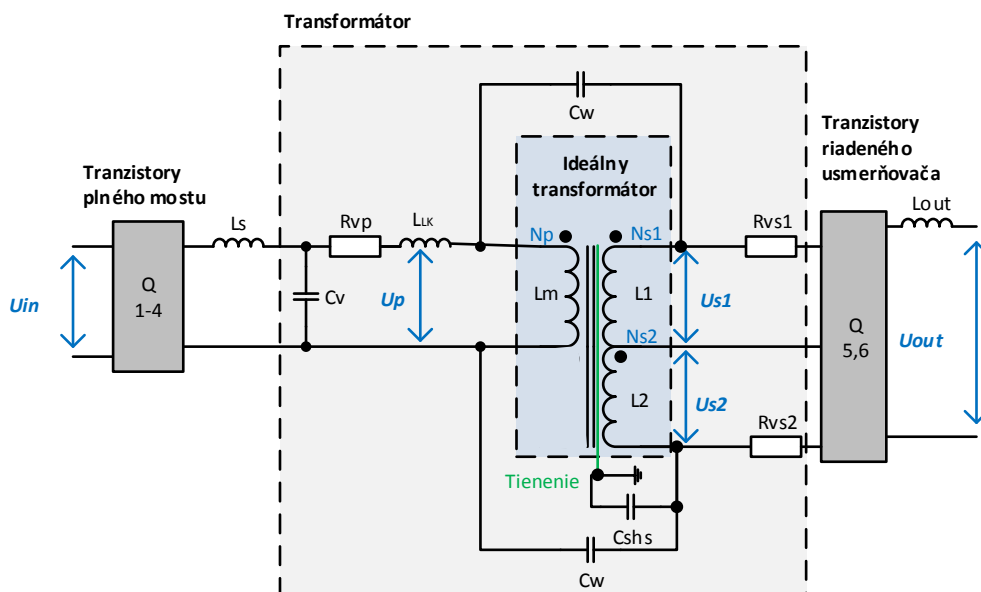 Transformátor
Cw
Tranzistory
riadeného
usmerňovača
Ideálny
transformátor
Tranzistory
plného mostu
Ls
Rvp
LLK
Np
Ns1
Rvs1
Lout
Uin
Q
1-4
Cv
Up
Lm
L1
Us1
Ns2
Q
5,6
Uout
L2
Us2
Rvs2
Tienenie
Cshs
Cw